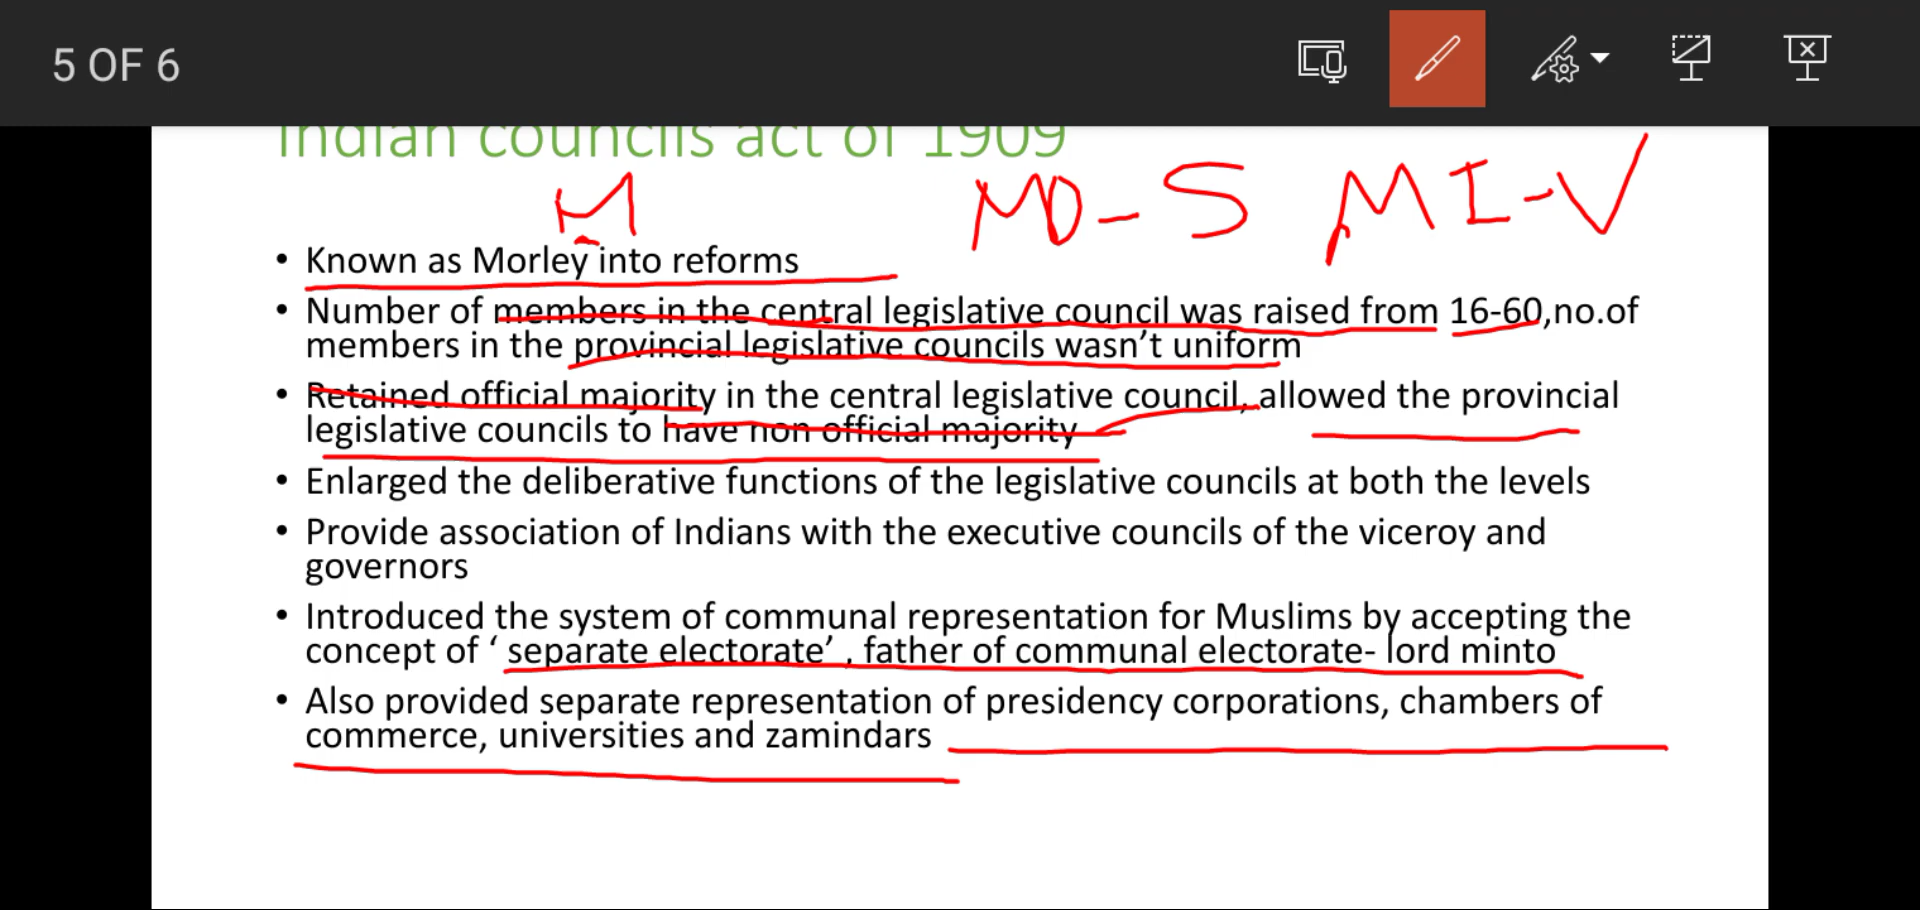 5 OF 6
Indian councils act of 1909
M MO-S MI-V
• Known as Morley into reforms
• Number of members in the central legislative council was raised from 16-60,no.of
members in the provincial legislative councils wasn't uniform
• Retained official majority in the central legislative council, allowed the provincial
legislative councils to have non official majority
• Enlarged the deliberative functions of the legislative councils at both the levels
• Provide association of Indians with the executive councils of the viceroy and
governors
• Introduced the system of communal representation for Muslims by accepting the
concept of ‘ separate electorate’ , father of communal electorate- lord minto
• Also provided separate representation of presidency corporations, chambers of
commerce, universities and zamindars